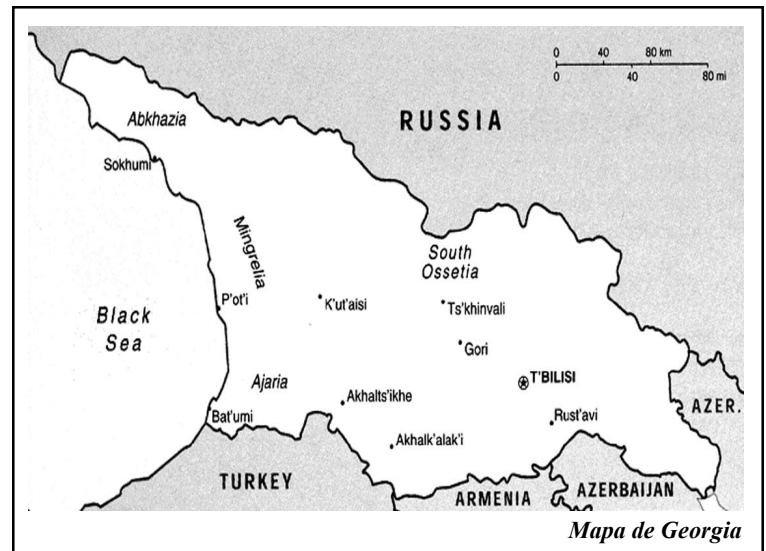 0 40 80 km
0 40 80 mi
RUSSIA
Abkhazia
Sokhumi
Mingrelia
South
Ossetia
P'ot'i
K'ut'aisi
Ts'khinvali
Black
Sea
Gori
Ajaria
T'BILISI
Akhalts'ikhe
AZER.
Bat'umi
Rust'avi
Akhalk'alak'i
TURKEY
ARMENIA
AZERBAIJAN
Mapa de Georgia